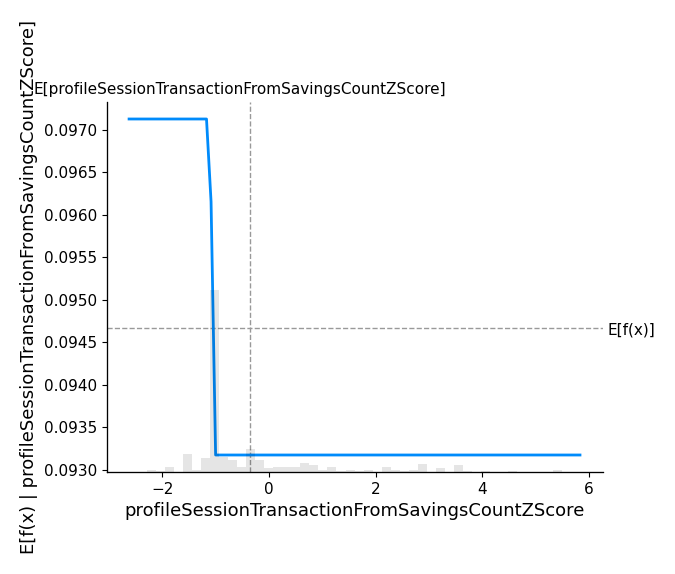 E[profileSessionTransactionFromSavingsCountZScore]
E[f(x) | profileSessionTransactionFromSavingsCountZScore]
0.0970
0.0965
0.0960
0.0955
0.0950
0.0945
0.0940
0.0935
0.0930
E[f(x)]
−2 0 2 4 6
profileSessionTransactionFromSavingsCountZScore